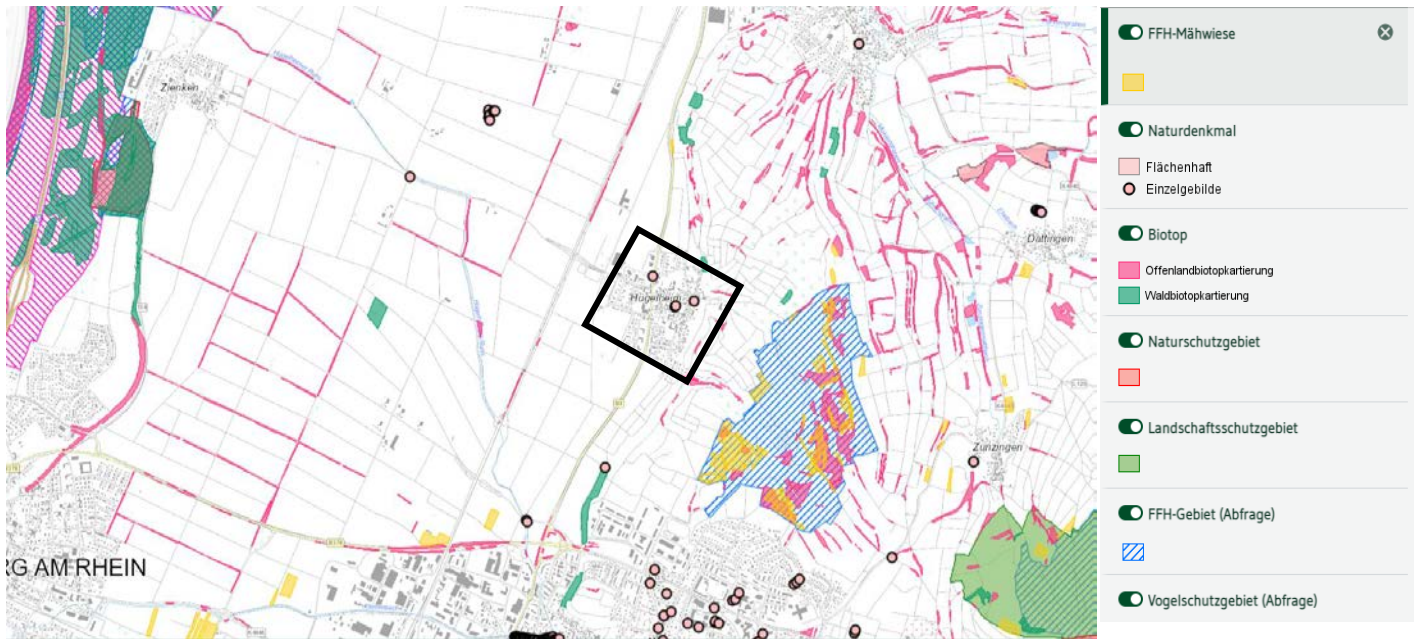 Zienken
Hügelheim
Dattingen
Zunzingen
RG AM RHEIN
FFH-Mähwiese
Naturdenkmal
Flächenhaft
Einzelgebilde
Biotop
Offenlandbiotopkartierung
Waldbiotopkartierung
Naturschutzgebiet
Landschaftsschutzgebiet
FFH-Gebiet (Abfrage)
Vogelschutzgebiet (Abfrage)